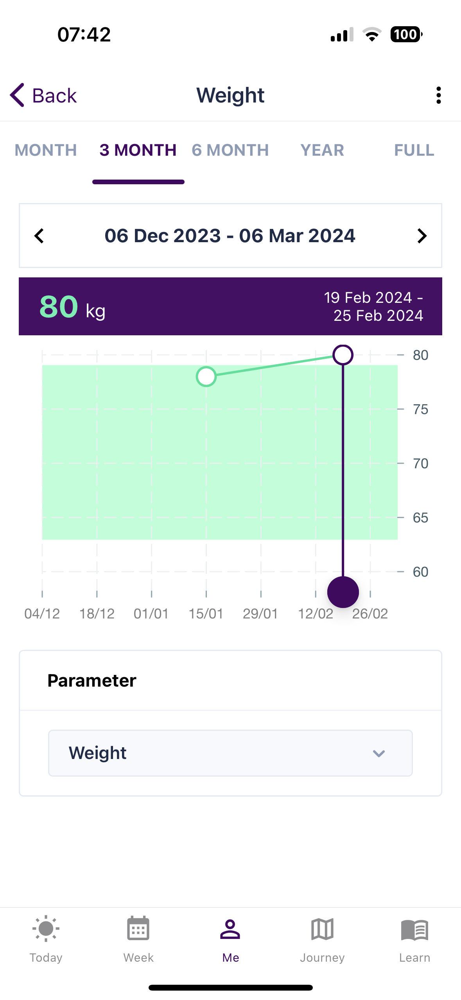 07:42
100
Back
Weight
MONTH 3 MONTH 6 MONTH YEAR FULL
06 Dec 2023 - 06 Mar 2024
80 kg
19 Feb 2024 -
25 Feb 2024
80
75
70
65
60
04/12 18/12 01/01 15/01 29/01 12/02 26/02
Parameter
Weight
Today Week Me Journey Learn